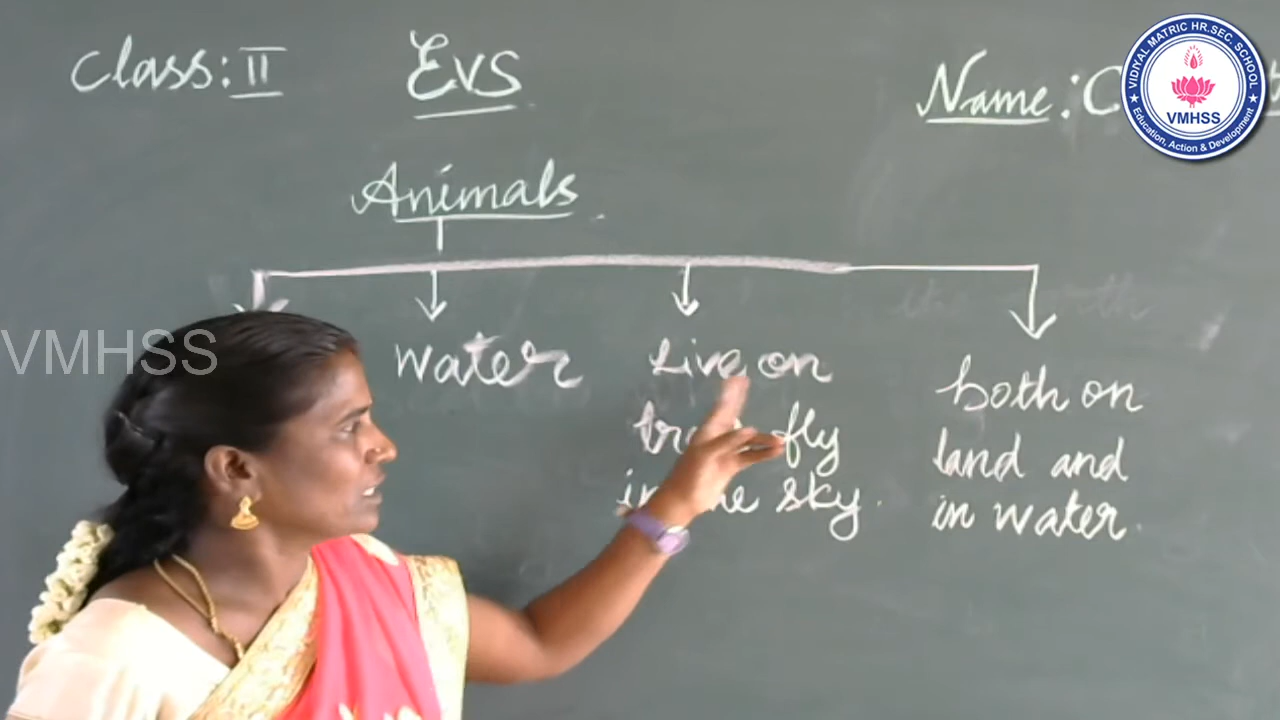 Class: II
EVS
Name: C
VIDIYAL MATRIC HR.SEC. SCHOOL
VMHSS
Education, Action & Development
Animals
VMHSS
Water
Live on
fly
sky.
both on
land and
in water.